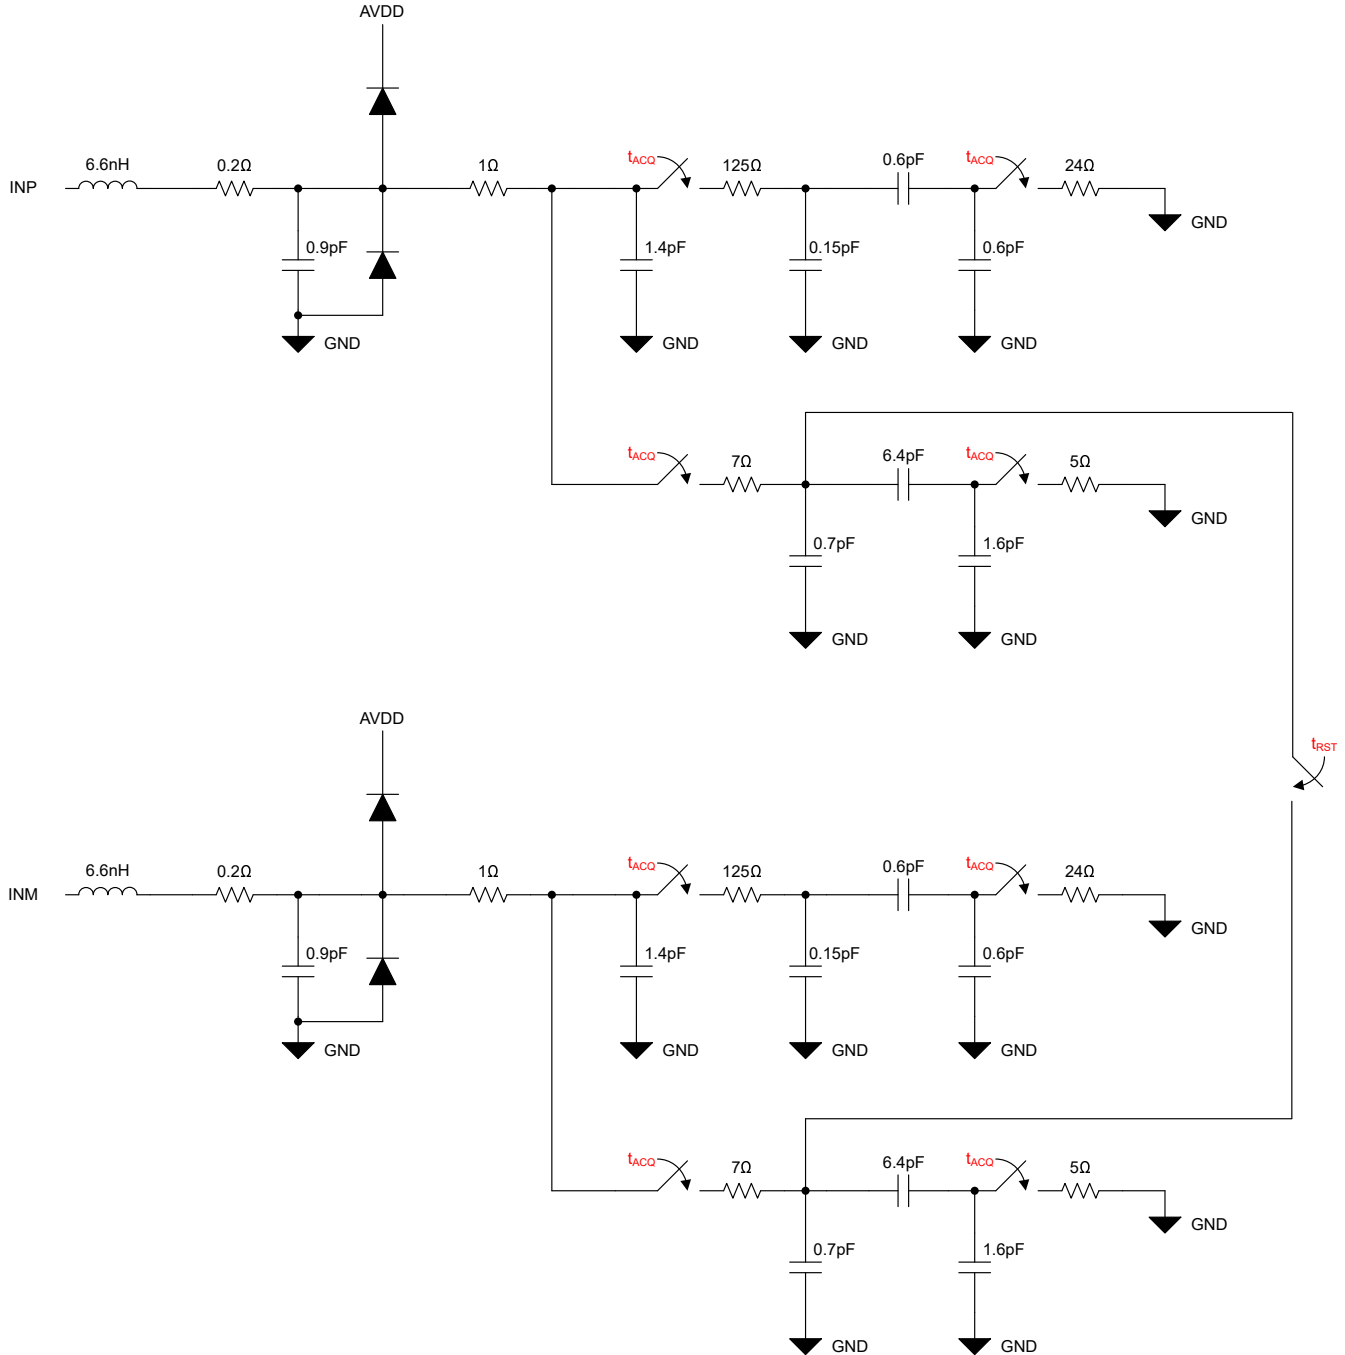 AVDD
6.6nH 0.2Ω 1Ω tACQ 125Ω 0.6pF tACQ 24Ω
INP
GND
0.9pF 1.4pF 0.15pF 0.6pF
GND GND GND GND
tACQ 7Ω 6.4pF tACQ 5Ω
GND
0.7pF 1.6pF
GND GND
AVDD
tRST
6.6nH 0.2Ω 1Ω tACQ 125Ω 0.6pF tACQ 24Ω
INM
GND
0.9pF 1.4pF 0.15pF 0.6pF
GND GND GND GND
tACQ 7Ω 6.4pF tACQ 5Ω
GND
0.7pF 1.6pF
GND GND